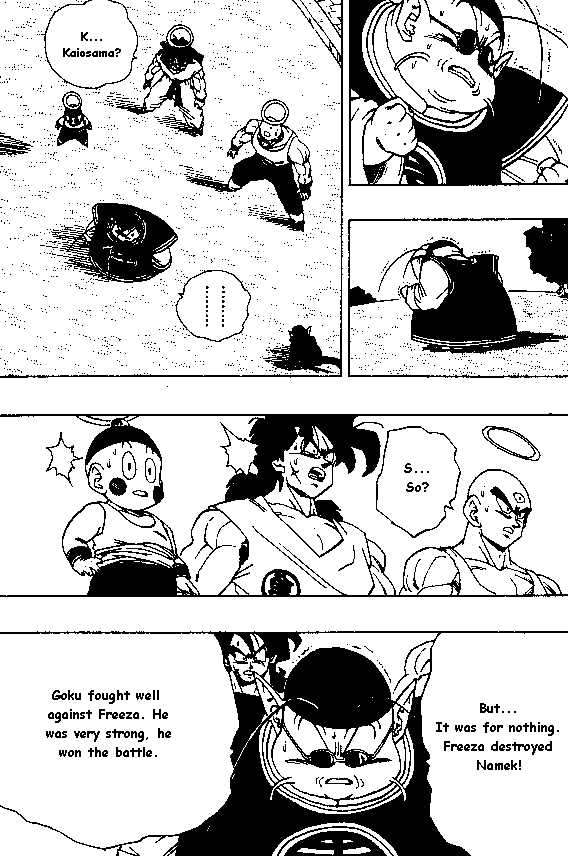 K...
Kaiosama?
S...
So?
But...
It was for nothing.
Freeza destroyed
Namek!
Goku fought well
against Freeza. He
was very strong, he
won the battle.